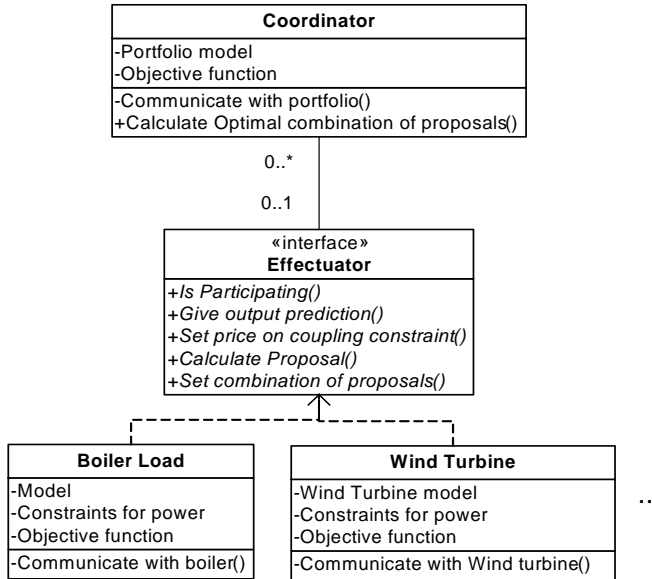 Coordinator
-Portfolio model
-Objective function
-Communicate with portfolio()
+Calculate Optimal combination of proposals()
0..*
0..1
«interface»
Effectuator
+Is Participating()
+Give output prediction()
+Set price on coupling constraint()
+Calculate Proposal()
+Set combination of proposals()
Boiler Load
-Model
-Constraints for power
-Objective function
-Communicate with boiler()
Wind Turbine
-Wind Turbine model
-Constraints for power
-Objective function
-Communicate with Wind turbine()
..